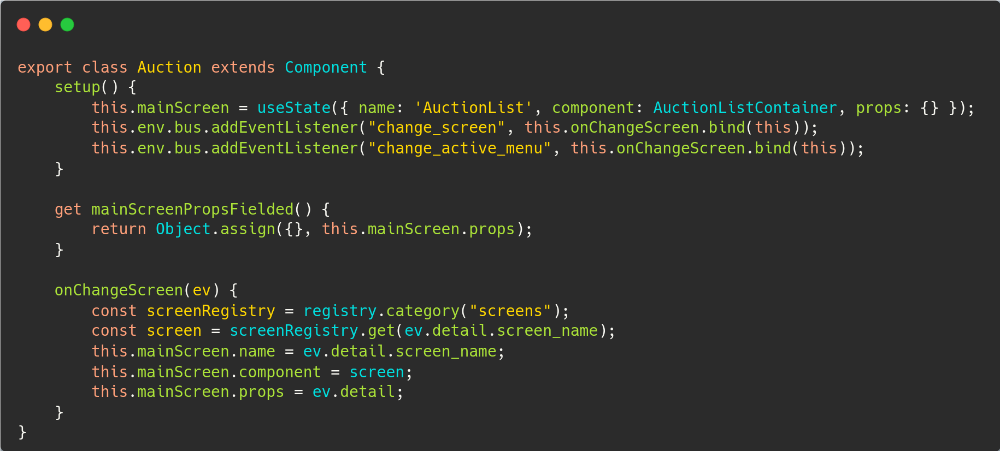 export class Auction extends Component {
    setup() {
        this.mainScreen = useState({ name: 'AuctionList', component: AuctionListContainer, props: {} });
        this.env.bus.addEventListener("change_screen", this.onChangeScreen.bind(this));
        this.env.bus.addEventListener("change_active_menu", this.onChangeScreen.bind(this));
    }

    get mainScreenPropsFielded() {
        return Object.assign({}, this.mainScreen.props);
    }

    onChangeScreen(ev) {
        const screenRegistry = registry.category("screens");
        const screen = screenRegistry.get(ev.detail.screen_name);
        this.mainScreen.name = ev.detail.screen_name;
        this.mainScreen.component = screen;
        this.mainScreen.props = ev.detail;
    }
}